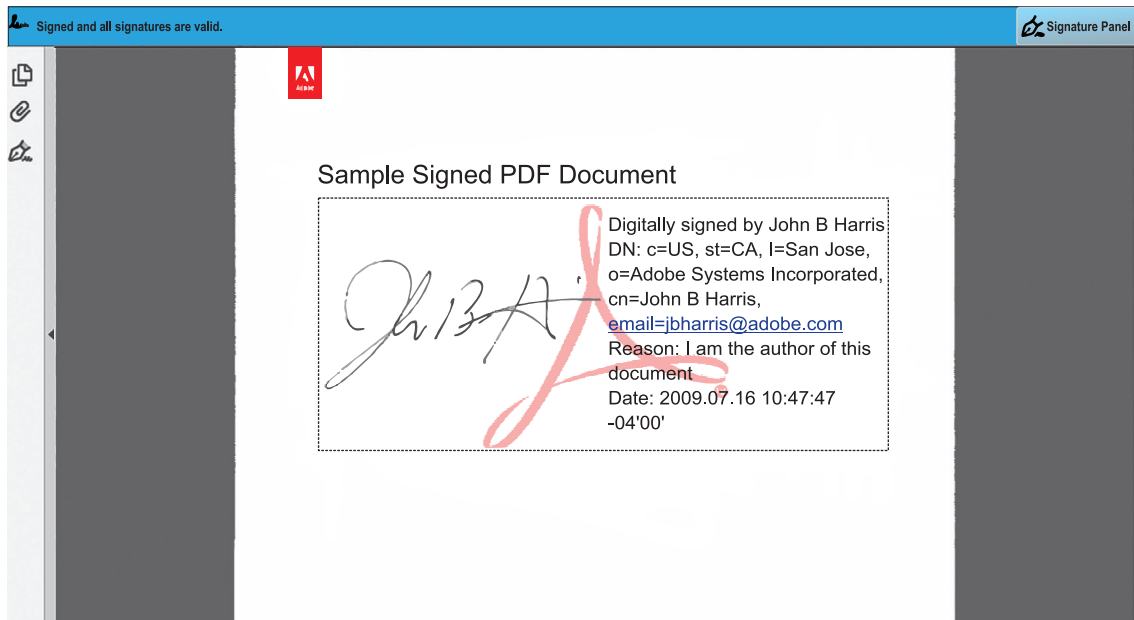 Signed and all signatures are valid.
Signature Panel
Adobe
Sample Signed PDF Document
John B H
Digitally signed by John B Harris
DN: c=US, st=CA, l=San Jose,
o=Adobe Systems Incorporated,
cn=John B Harris,
email=jbharris@adobe.com
Reason: I am the author of this
document
Date: 2009.07.16 10:47:47
-04'00'